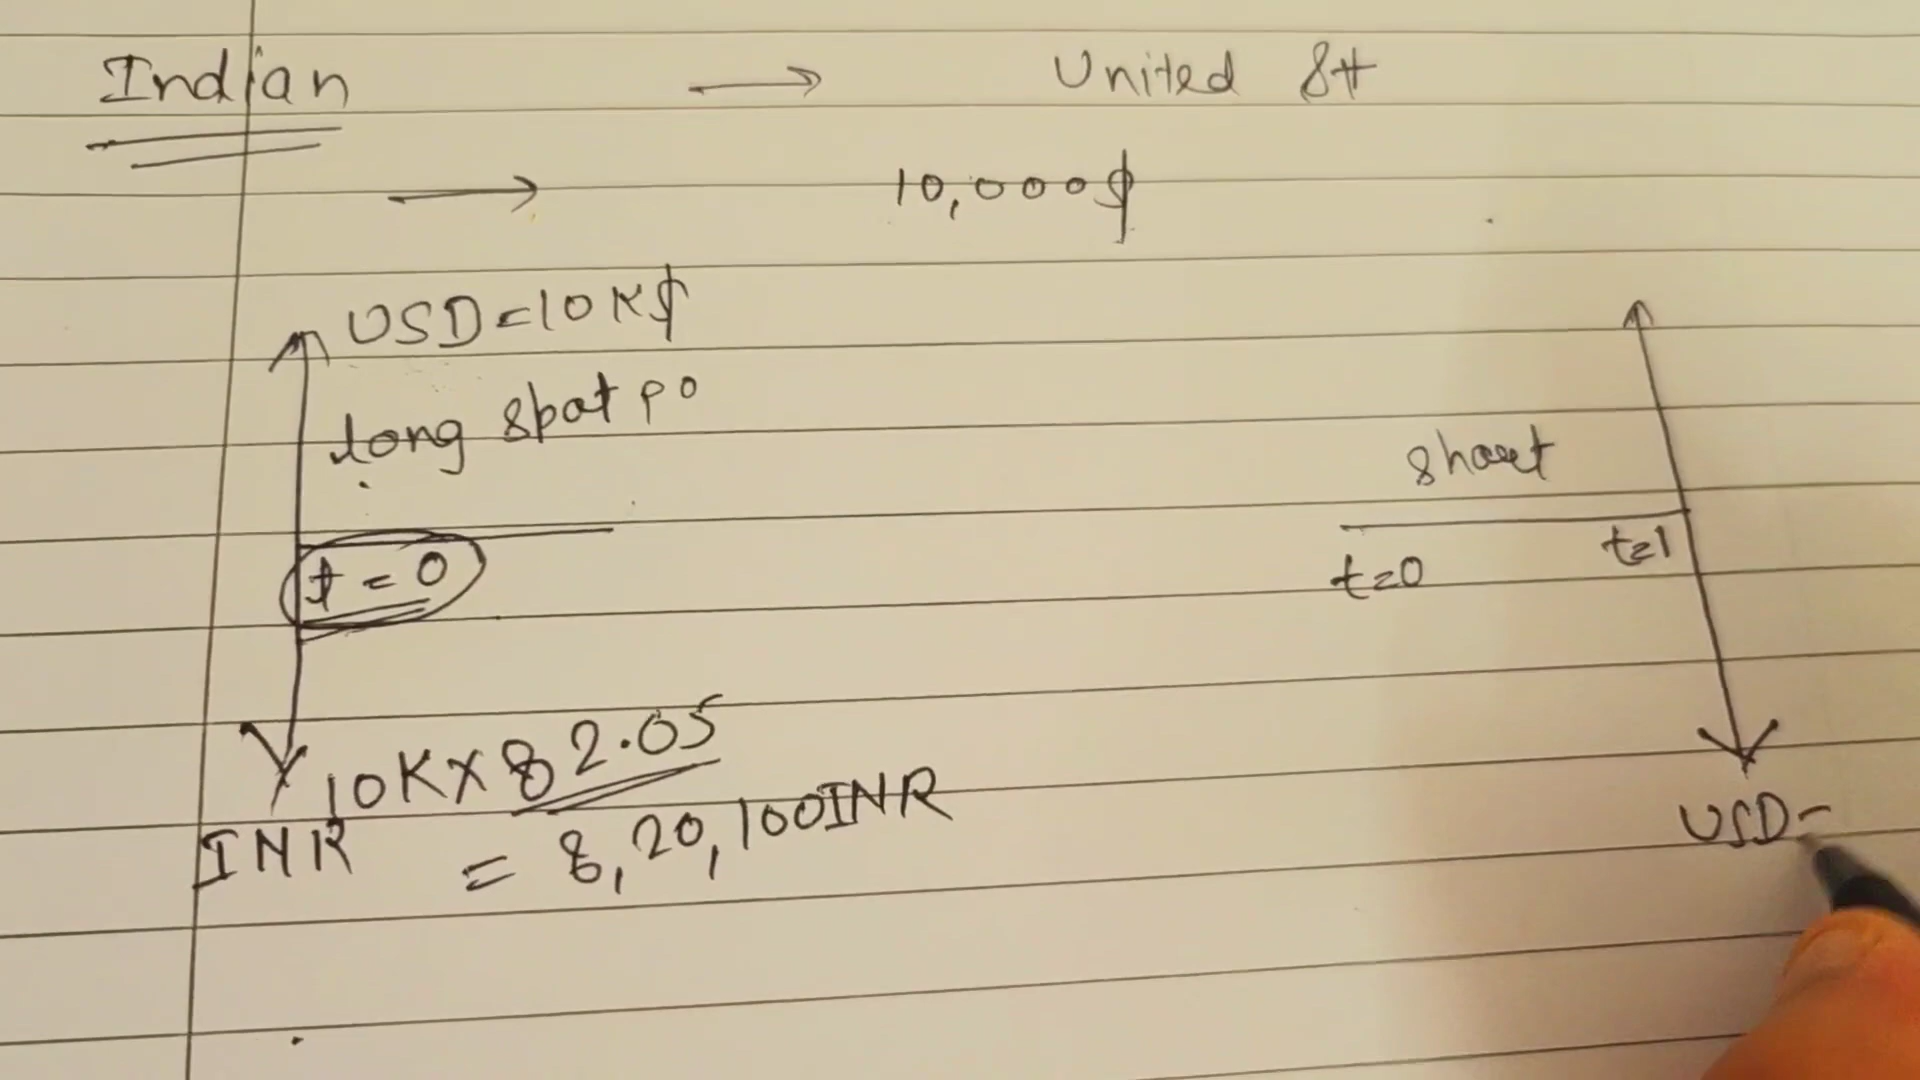 Indian → United St
→ 10,000$
USD=10K$
long spot po
short
t=0
t=0 t=1
10K×82.05
INR
= 8,20,100INR
USD-